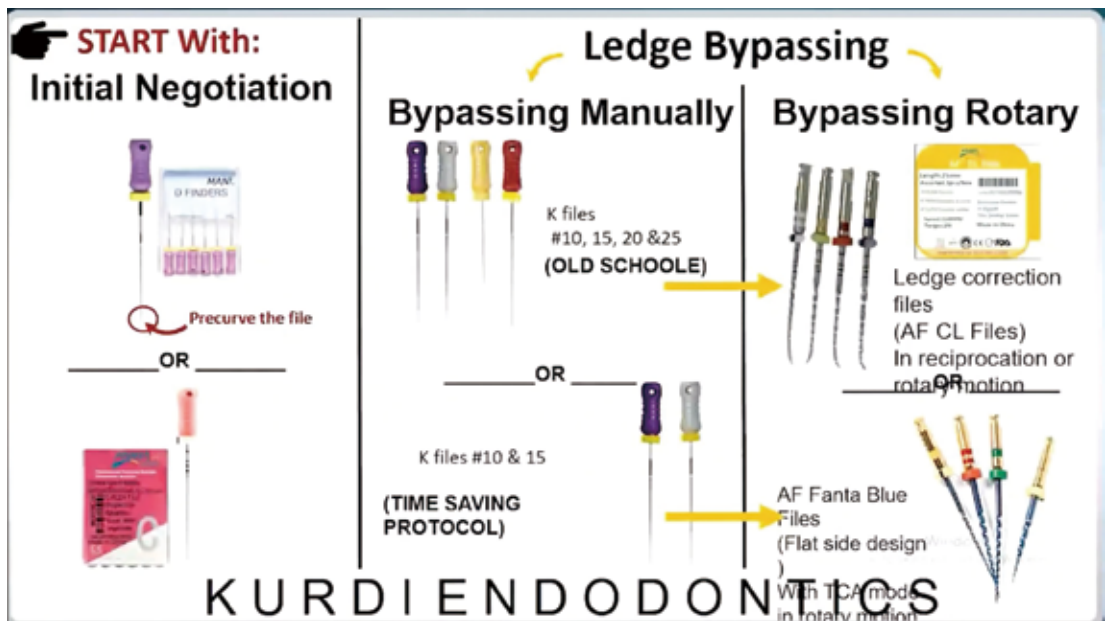 START With:
Initial Negotiation
MANI
D FINDERS
Precurve the file
OR
C
Ledge Bypassing
Bypassing Manually
K files
#10, 15, 20 &25
(OLD SCHOOLE)
OR
K files #10 & 15
(TIME SAVING
PROTOCOL)
Bypassing Rotary
Ledge correction
files
(AF CL Files)
In reciprocation or
rotary motion
OR
AF Fanta Blue
Files
(Flat side design
)
With TCA mode
in rotary motion
KURDIENDODONTICS